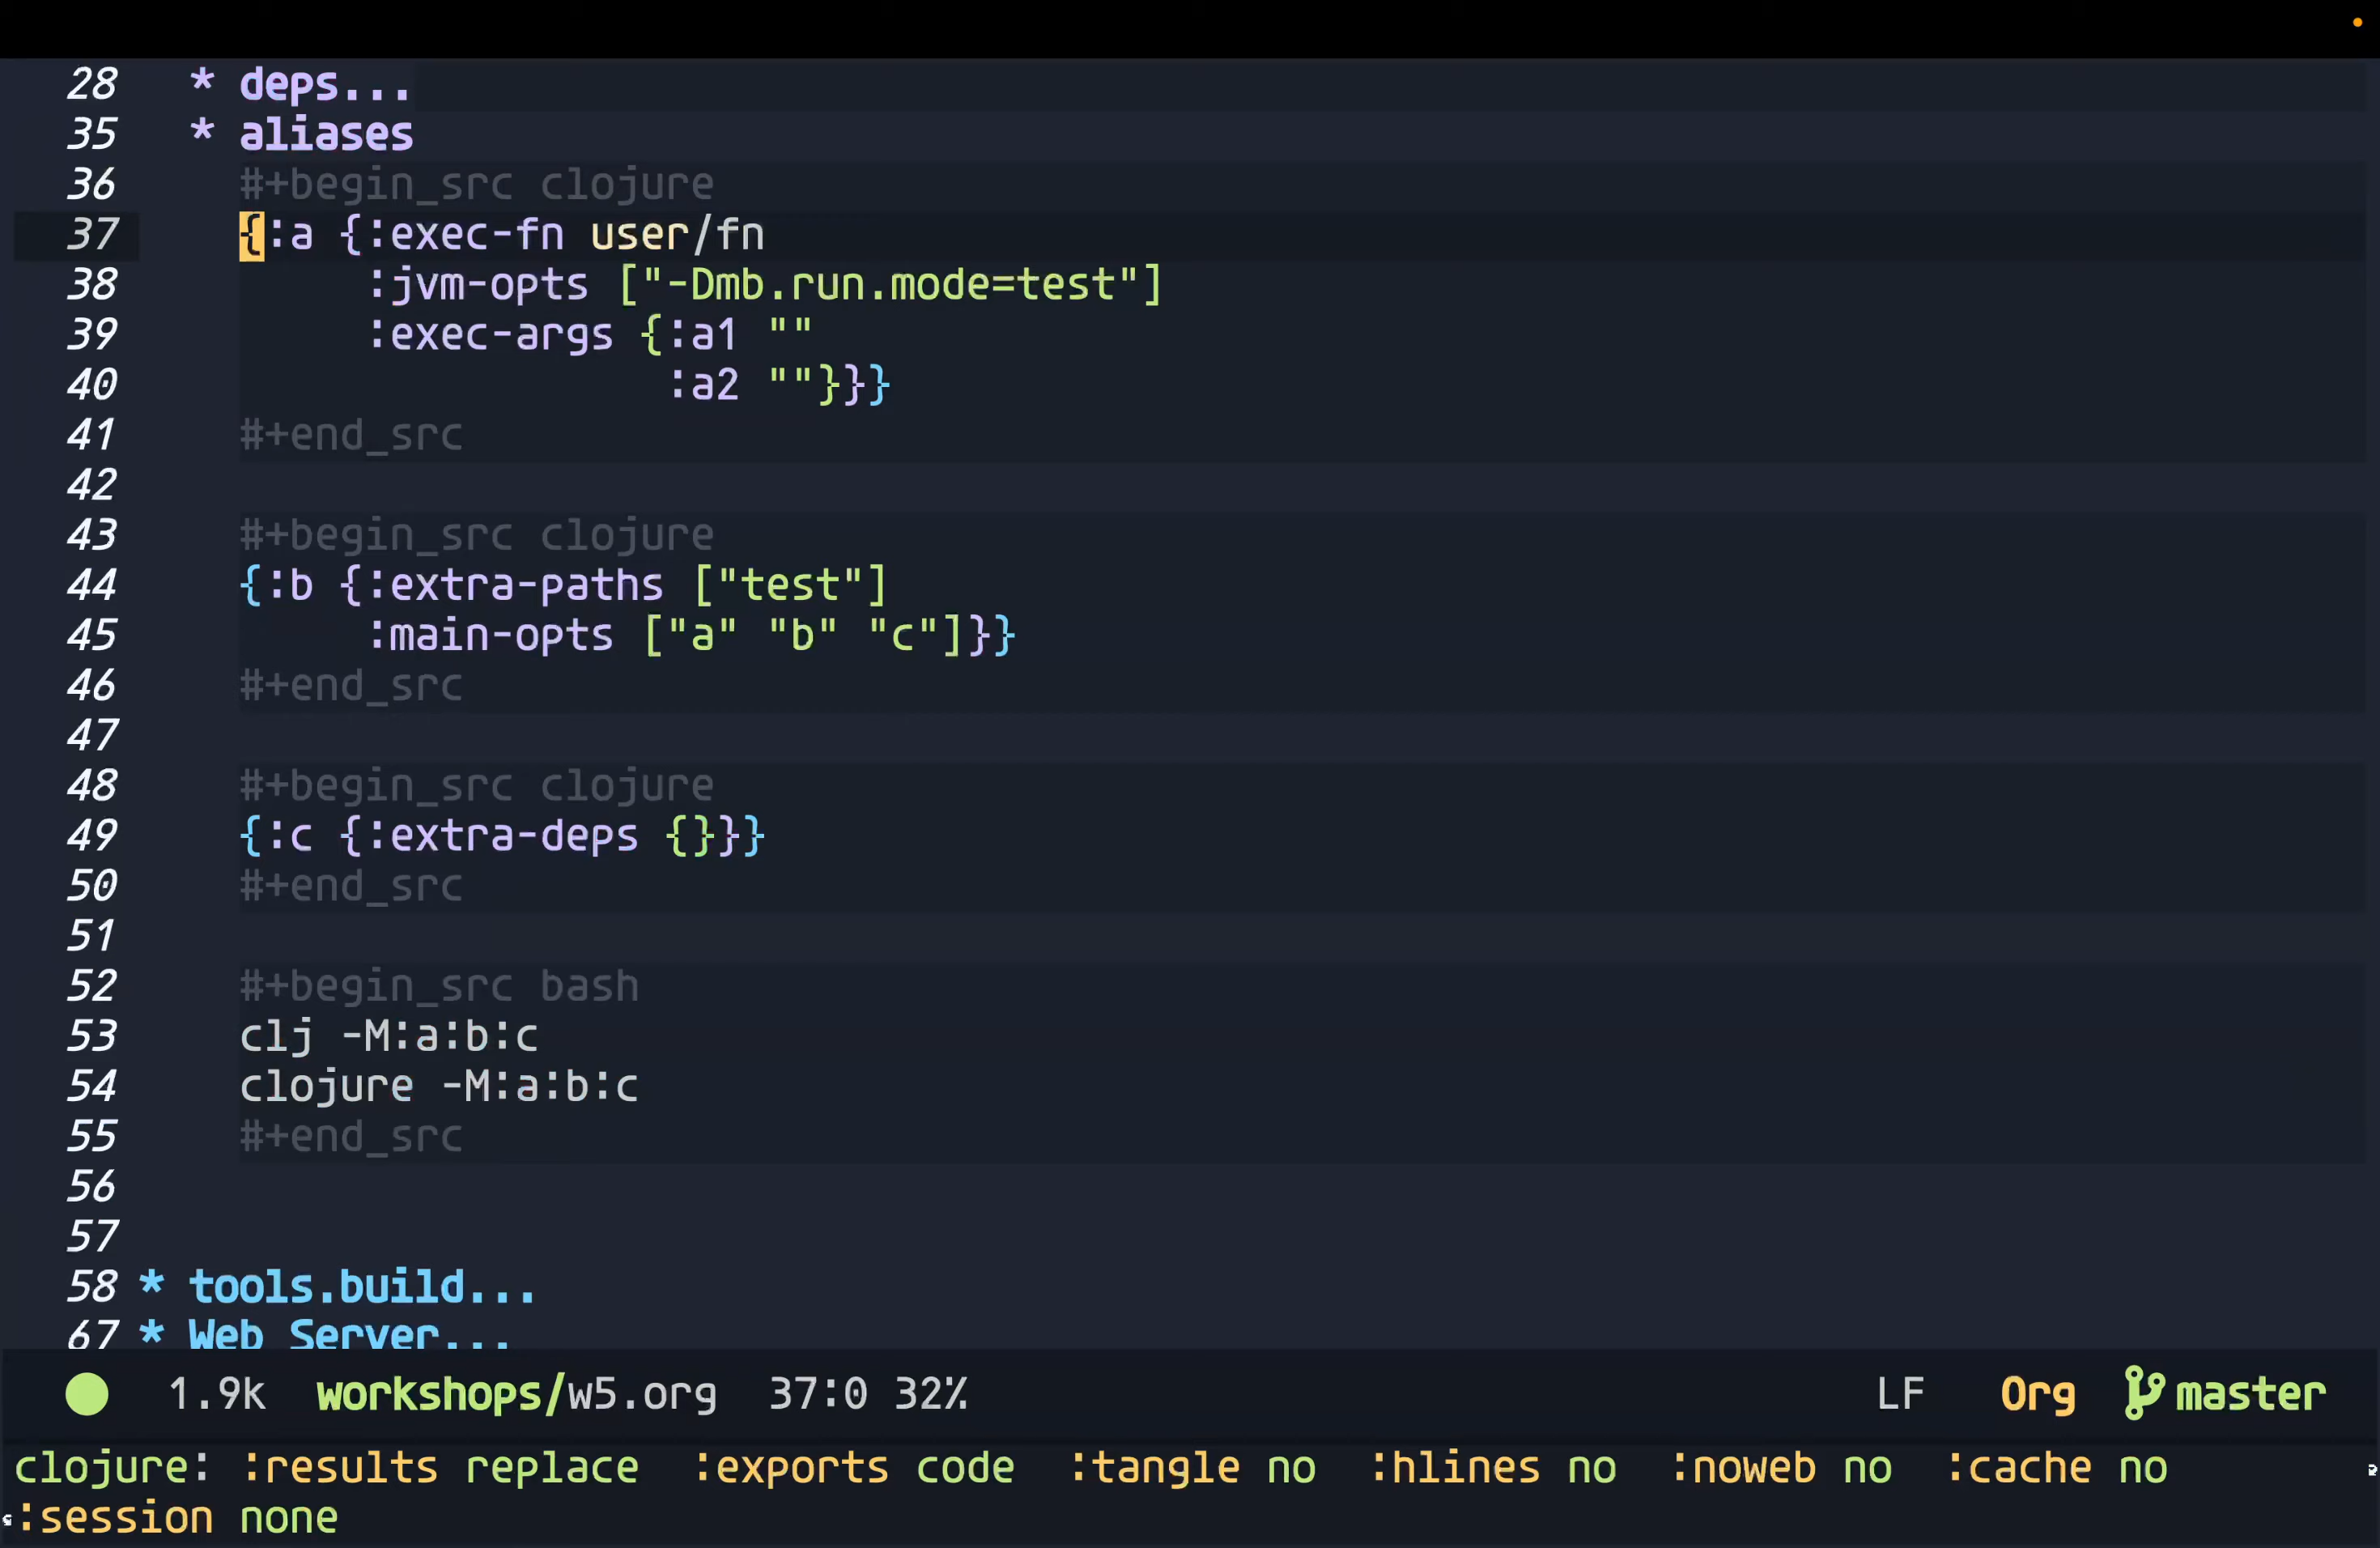 28 * deps...
35 * aliases
36 #+begin_src clojure
37 {:a {:exec-fn user/fn
38 :jvm-opts ["-Dmb.run.mode=test"]
39 :exec-args {:a1 ""
40 :a2 ""}}}
41 #+end_src
42
43 #+begin_src clojure
44 {:b {:extra-paths ["test"]
45 :main-opts ["a" "b" "c"]}}
46 #+end_src
47
48 #+begin_src clojure
49 {:c {:extra-deps {}}}
50 #+end_src
51
52 #+begin_src bash
53 clj -M:a:b:c
54 clojure -M:a:b:c
55 #+end_src
56
57
58 * tools.build...
67 * Web Server...
1.9k workshops/w5.org 37:0 32% LF Org master
clojure: :results replace :exports code :tangle no :hlines no :noweb no :cache no
:session none